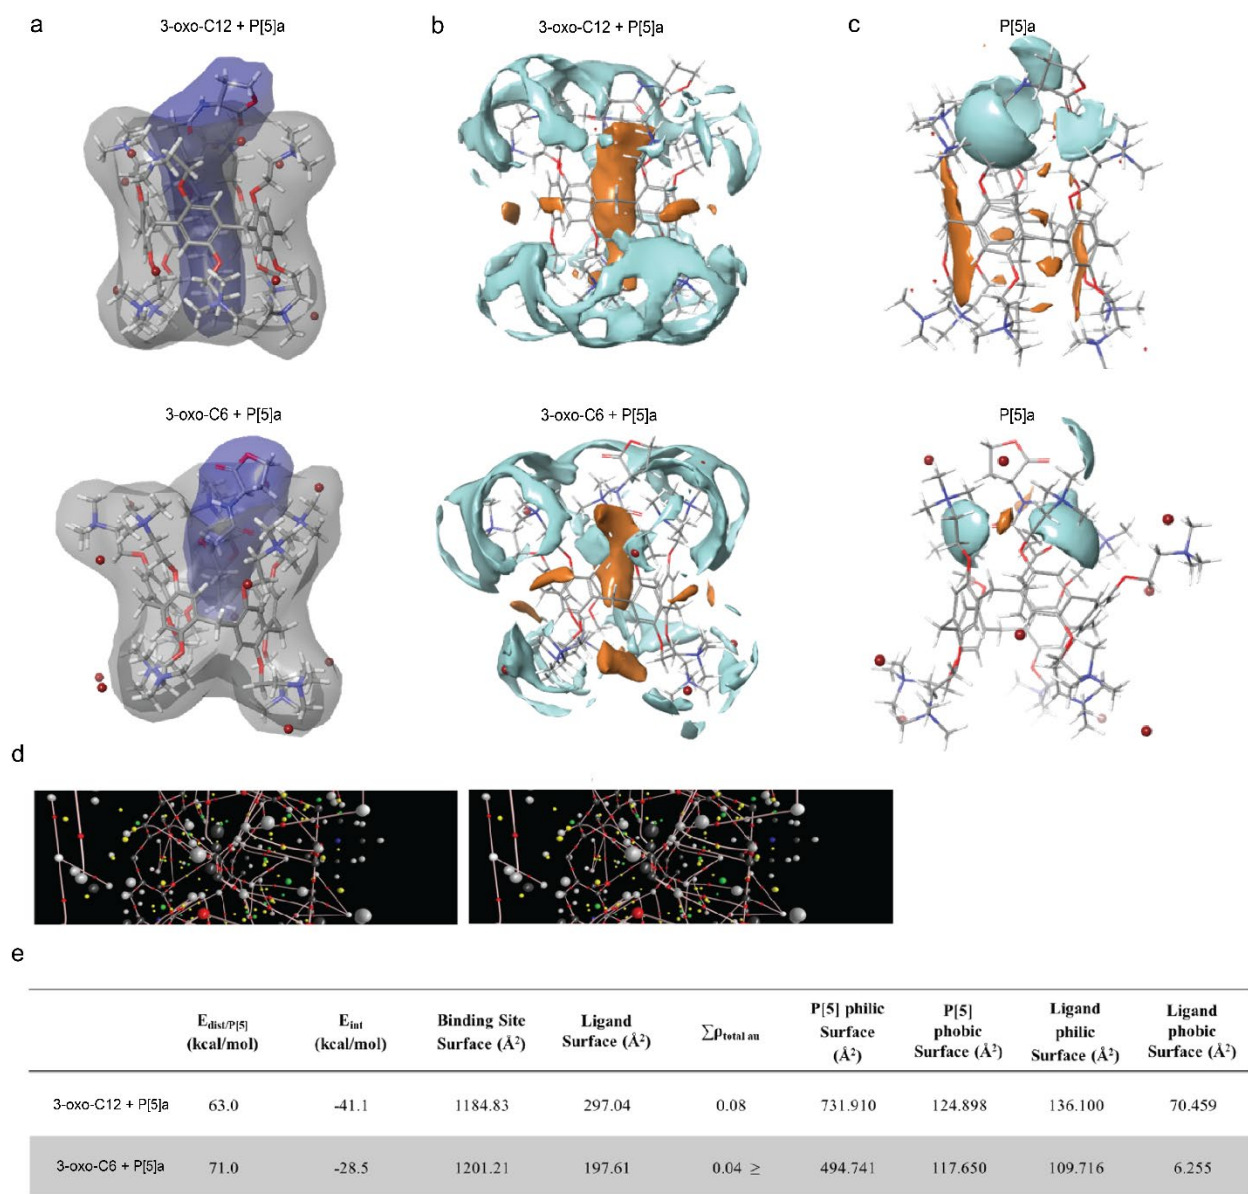 a
3-oxo-C12 + P[5]a
b
3-oxo-C12 + P[5]a
c
P[5]a
3-oxo-C6 + P[5]a
3-oxo-C6 + P[5]a
P[5]a
d
e
E dist/P[5] (kcal/mol)
E int (kcal/mol)
Binding Site Surface (Å²)
Ligand Surface (Å²)
∑ρ total au
P[5] philic Surface (Å²)
P[5] phobic Surface (Å²)
Ligand philic Surface (Å²)
Ligand phobic Surface (Å²)
3-oxo-C12 + P[5]a 63.0 -41.1 1184.83 297.04 0.08 731.910 124.898 136.100 70.459
3-oxo-C6 + P[5]a 71.0 -28.5 1201.21 197.61 0.04 ≥ 494.741 117.650 109.716 6.255